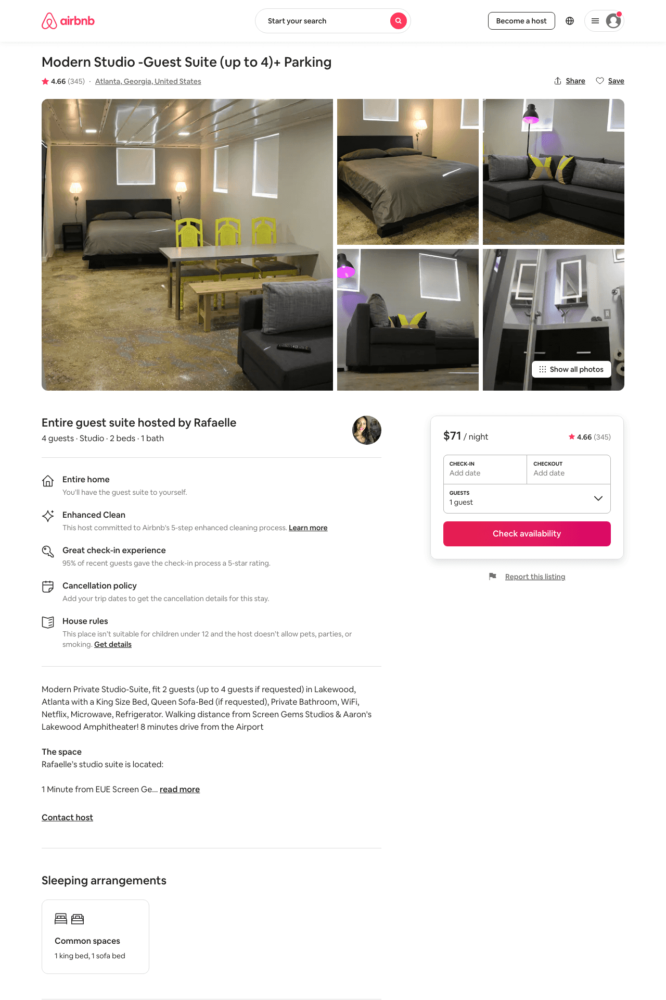 airbnb
Start your search
Become a host
Modern Studio -Guest Suite (up to 4)+ Parking
4.66 (345) · Atlanta, Georgia, United States
Share
Save
Show all photos
Entire guest suite hosted by Rafaelle
4 guests · Studio · 2 beds · 1 bath
Entire home
You’ll have the guest suite to yourself.
Enhanced Clean
This host committed to Airbnb's 5-step enhanced cleaning process. Learn more
Great check-in experience
95% of recent guests gave the check-in process a 5-star rating.
Cancellation policy
Add your trip dates to get the cancellation details for this stay.
House rules
This place isn’t suitable for children under 12 and the host doesn’t allow pets, parties, or
smoking. Get details
$71 / night
4.66 (345)
CHECK-IN
Add date
CHECKOUT
Add date
GUESTS
1 guest
Check availability
Report this listing
Modern Private Studio-Suite, fit 2 guests (up to 4 guests if requested) in Lakewood,
Atlanta with a King Size Bed, Queen Sofa-Bed (if requested), Private Bathroom, WiFi,
Netflix, Microwave, Refrigerator. Walking distance from Screen Gems Studios & Aaron's
Lakewood Amphitheater! 8 minutes drive from the Airport
The space
Rafaelle’s studio suite is located:
1 Minute from EUE Screen Ge... read more
Contact host
Sleeping arrangements
Common spaces
1 king bed, 1 sofa bed